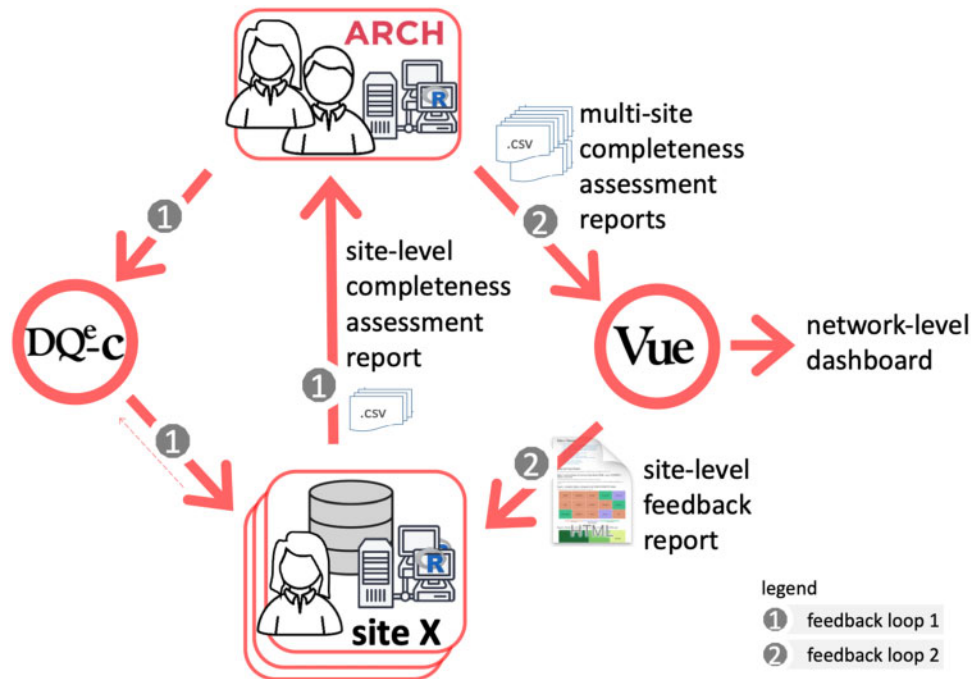 ARCH
R
.csv
multi-site
completeness
assessment
reports
1
2
site-level
completeness
assessment
report
DQe-c
Vue
network-level
dashboard
1
1
.csv
2
HTML
site-level
feedback
report
R
site X
legend
1 feedback loop 1
2 feedback loop 2